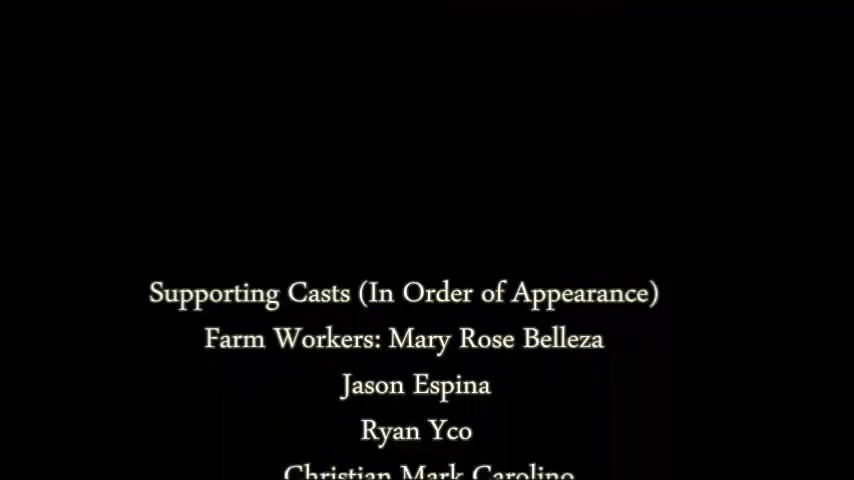 Supporting Casts (In Order of Appearance)
Farm Workers: Mary Rose Belleza
Jason Espina
Ryan Yco
Christian Mark Carolino